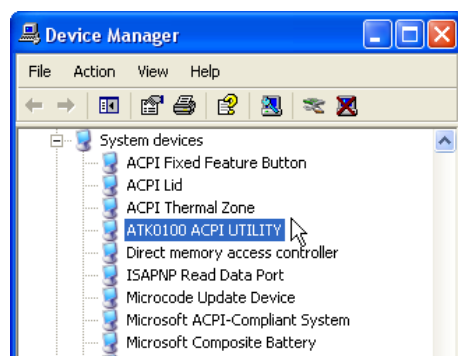 Device Manager
File Action View Help
System devices
ACPI Fixed Feature Button
ACPI Lid
ACPI Thermal Zone
ATK0100 ACPI UTILITY
Direct memory access controller
ISAPNP Read Data Port
Microcode Update Device
Microsoft ACPI-Compliant System
Microsoft Composite Battery